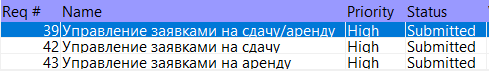 Req # Name Priority Status
39 Управление заявками на сдачу/аренду High Submitted
42 Управление заявками на сдачу High Submitted
43 Управление заявками на аренду High Submitted